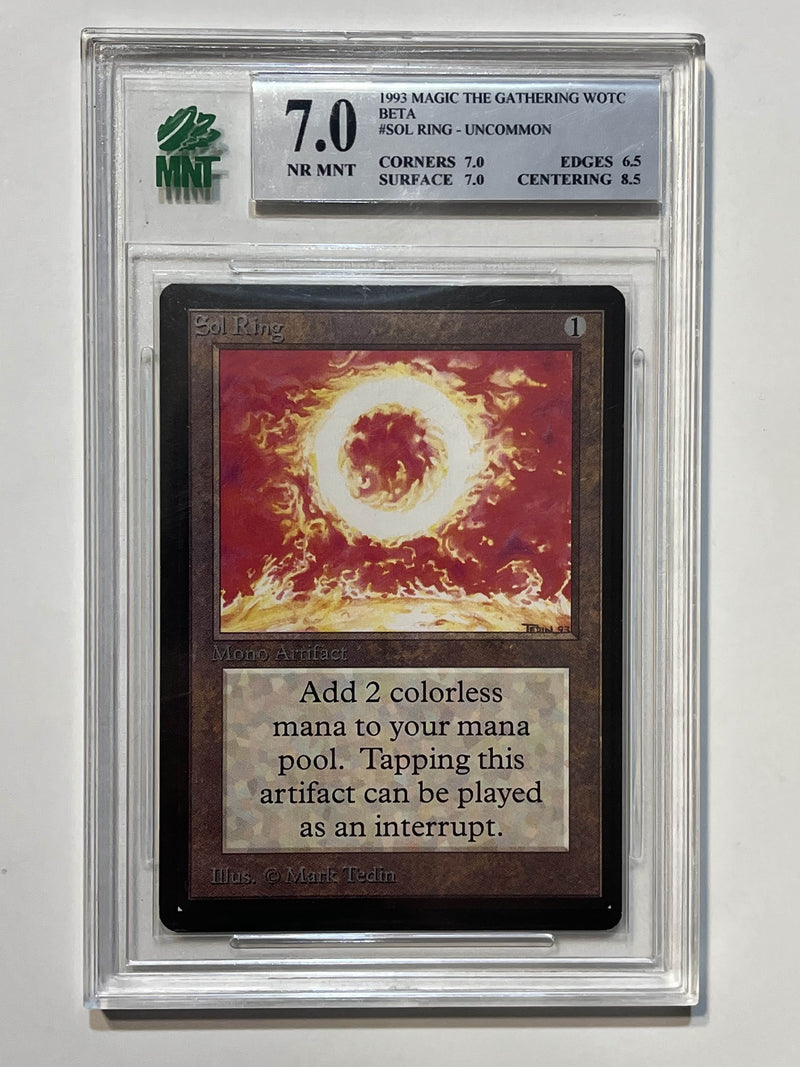 MNT
7.0
NR MNT
1993 MAGIC THE GATHERING WOTC
BETA
#SOL RING - UNCOMMON
CORNERS 7.0 EDGES 6.5
SURFACE 7.0 CENTERING 8.5
Sol Ring 1
TEDIN 93
Mono Artifact
Add 2 colorless
mana to your mana
pool. Tapping this
artifact can be played
as an interrupt.
Illus. © Mark Tedin